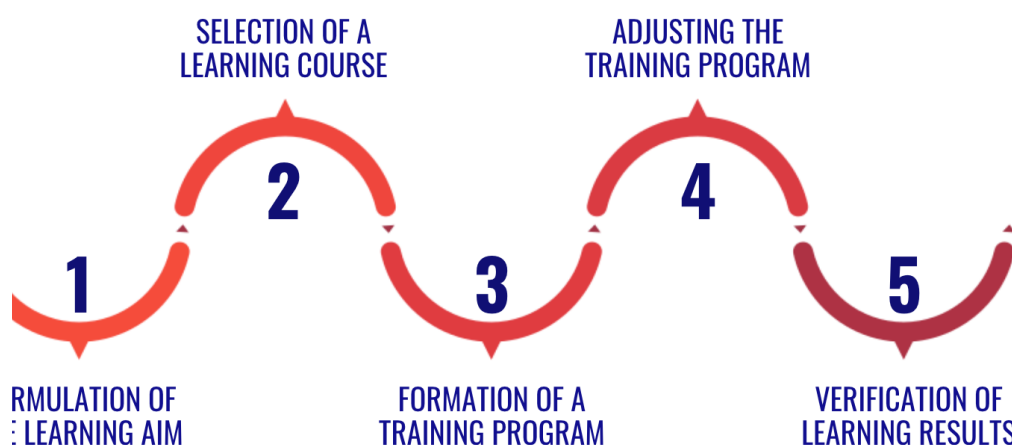 SELECTION OF A
LEARNING COURSE
ADJUSTING THE
TRAINING PROGRAM
2
4
1
3
5
RMULATION OF
LEARNING AIM
FORMATION OF A
TRAINING PROGRAM
VERIFICATION OF
LEARNING RESULTS